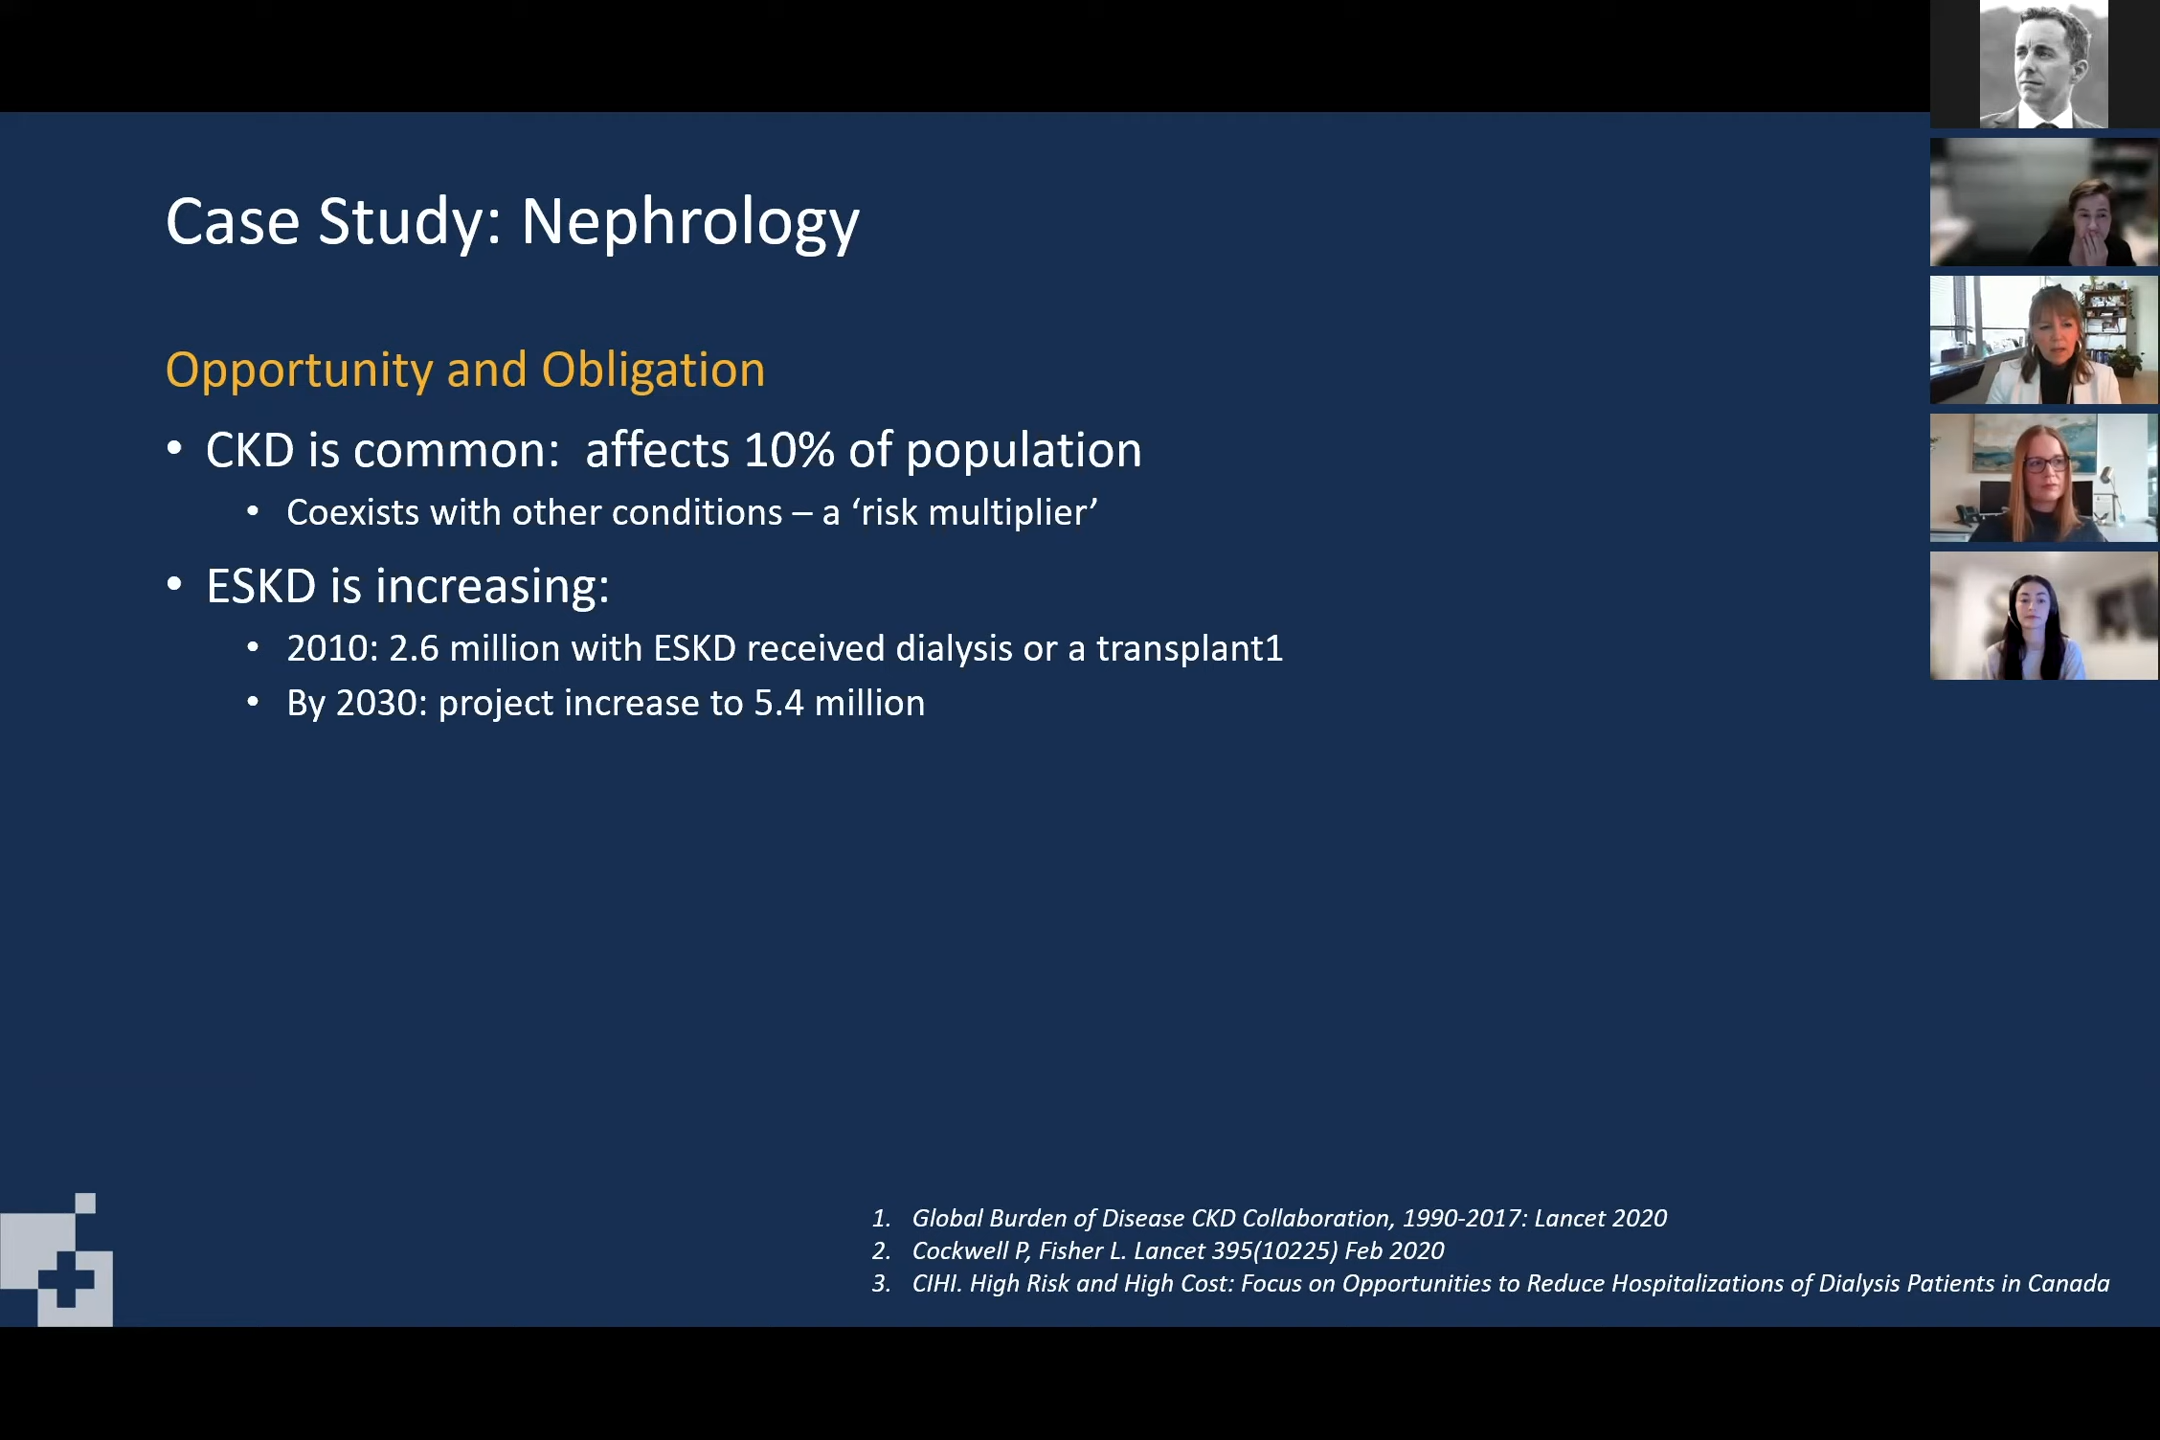 Case Study: Nephrology
Opportunity and Obligation
• CKD is common:  affects 10% of population
• Coexists with other conditions – a ‘risk multiplier’
• ESKD is increasing:
• 2010: 2.6 million with ESKD received dialysis or a transplant1
• By 2030: project increase to 5.4 million
1. Global Burden of Disease CKD Collaboration, 1990-2017: Lancet 2020
2. Cockwell P, Fisher L. Lancet 395(10225) Feb 2020
3. CIHI. High Risk and High Cost: Focus on Opportunities to Reduce Hospitalizations of Dialysis Patients in Canada